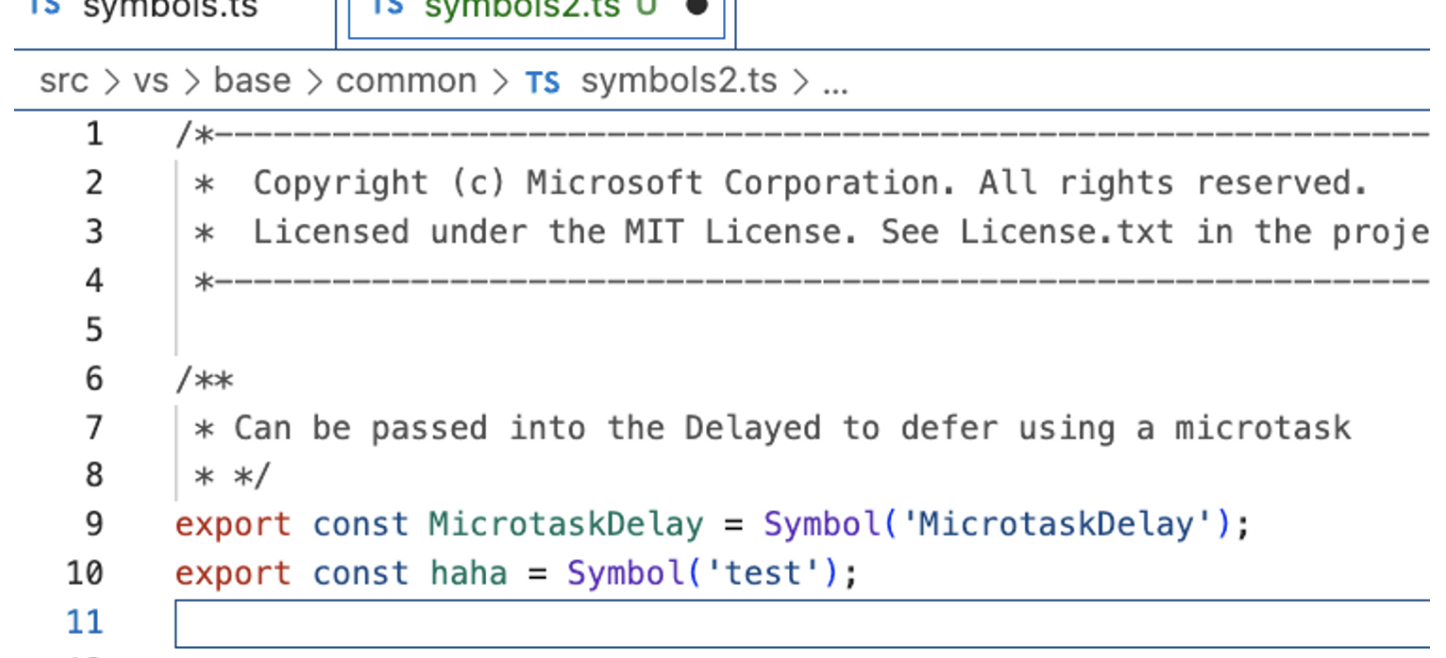 TS symbols.ts TS symbols2.ts U
src > vs > base > common > TS symbols2.ts > ...
1 /*---------------------------------------------------------------
2 * Copyright (c) Microsoft Corporation. All rights reserved.
3 * Licensed under the MIT License. See License.txt in the proje
4 *---------------------------------------------------------------
5
6 /**
7 * Can be passed into the Delayed to defer using a microtask
8 * */
9 export const MicrotaskDelay = Symbol('MicrotaskDelay');
10 export const haha = Symbol('test');
11